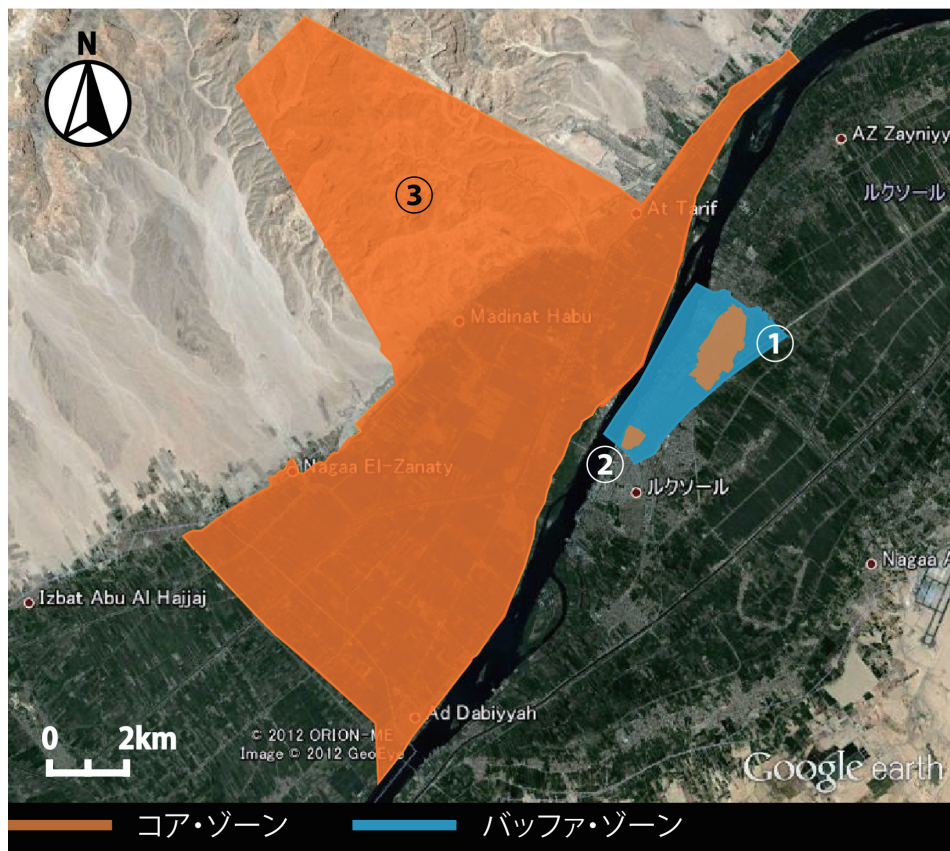 N
AZ Zayniyy
ルクソール
③
At Tarif
Madinat Habu
①
②
Nagaa El-Zanaty
ルクソール
Nagaa A
Izbat Abu Al Hajjaj
Ad Dabiyyah
0 2km
© 2012 ORION-ME
Image © 2012 GeoEye
Google earth
コア・ゾーン バッファ・ゾーン